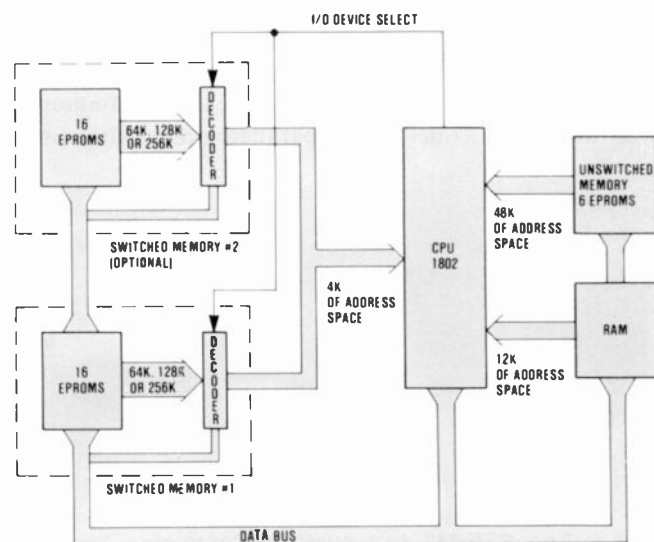 I/O DEVICE SELECT
16
EPROMS
64K, 128K,
OR 256K
DECODER
SWITCHED MEMORY #2
(OPTIONAL)
CPU
1802
UNSWITCHED
MEMORY
6 EPROMS
48K
OF ADDRESS
SPACE
4K
OF ADDRESS
SPACE
RAM
12K
OF ADDRESS
SPACE
16
EPROMS
64K, 128K
OR 256K
DECODER
SWITCHED MEMORY #1
DATA BUS